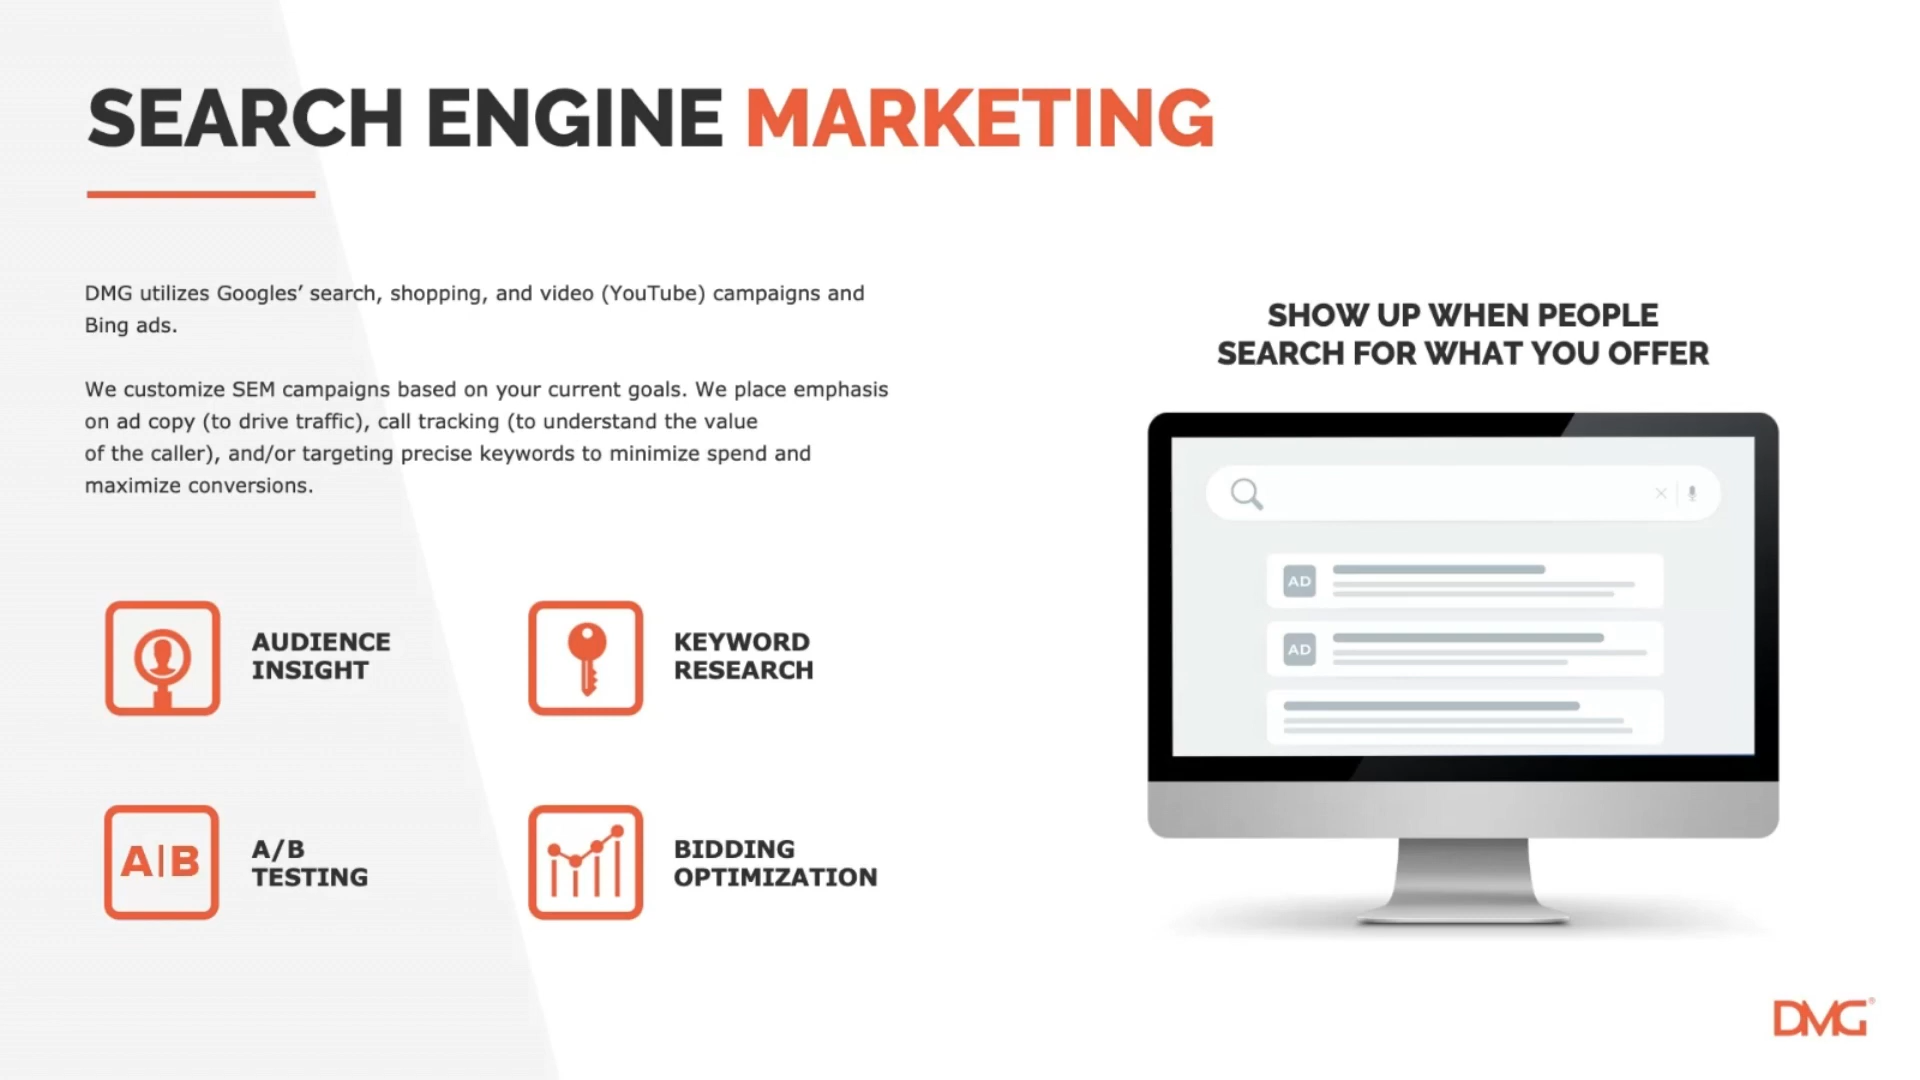 SEARCH ENGINE MARKETING
DMG utilizes Googles’ search, shopping, and video (YouTube) campaigns and
Bing ads.
We customize SEM campaigns based on your current goals. We place emphasis
on ad copy (to drive traffic), call tracking (to understand the value
of the caller), and/or targeting precise keywords to minimize spend and
maximize conversions.
AUDIENCE
INSIGHT
KEYWORD
RESEARCH
A|B
A/B
TESTING
BIDDING
OPTIMIZATION
SHOW UP WHEN PEOPLE
SEARCH FOR WHAT YOU OFFER
AD
AD
DMG®